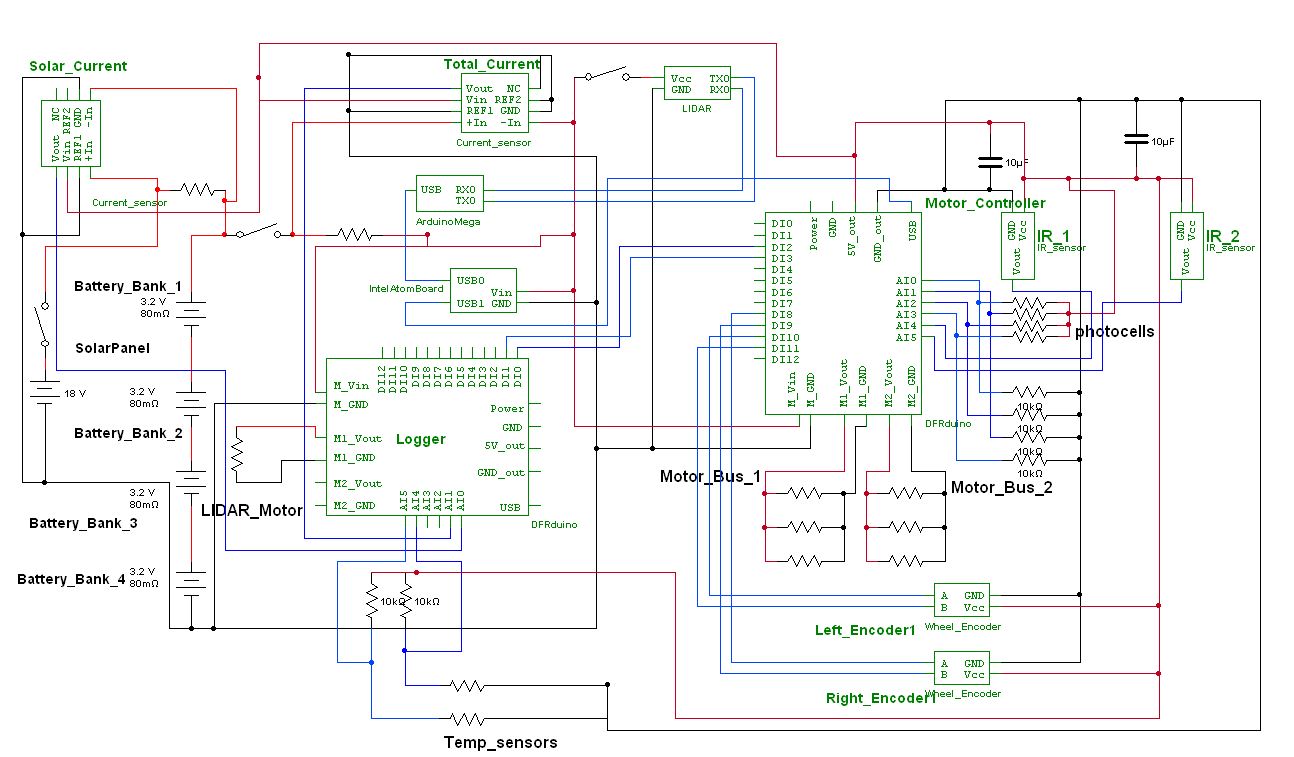 Solar_Current
Vout NC
Vin REF2
REF1 GND
+In -In
Current_sensor
Total_Current
Vout NC
Vin REF2
REF1 GND
+In -In
Current_sensor
Vcc TX0
GND RX0
LIDAR
USB RX0
TX0
ArduinoMega
USB0
USB1
Vin
GND
IntelAtomBoard
10µF
10µF
Motor_Controller
Power
GND
5V_out
GND_out
USB
DI0
DI1
DI2
DI3
DI4
DI5
DI6
DI7
DI8
DI9
DI10
DI11
DI12
AI0
AI1
AI2
AI3
AI4
AI5
M_Vin
M_GND
M1_Vout
M1_GND
M2_Vout
M2_GND
DFRduino
GND
Vcc
Vout
IR_1
IR_sensor
GND
Vcc
Vout
IR_2
IR_sensor
photocells
10kΩ
10kΩ
10kΩ
10kΩ
Battery_Bank_1
3.2 V
80mΩ
SolarPanel
18 V
3.2 V
80mΩ
Battery_Bank_2
3.2 V
80mΩ
Battery_Bank_3
Battery_Bank_4
3.2 V
80mΩ
LIDAR_Motor
DI12
DI11
DI10
DI9
DI8
DI7
DI6
DI5
DI4
DI3
DI2
DI1
DI0
M_Vin
M_GND
M1_Vout
M1_GND
M2_Vout
M2_GND
Logger
Power
GND
5V_out
GND_out
USB
AI5
AI4
AI3
AI2
AI1
AI0
DFRduino
Motor_Bus_1
Motor_Bus_2
10kΩ
10kΩ
A GND
B Vcc
Left_Encoder1
Wheel_Encoder
A GND
B Vcc
Right_Encoder1
Wheel_Encoder
Temp_sensors